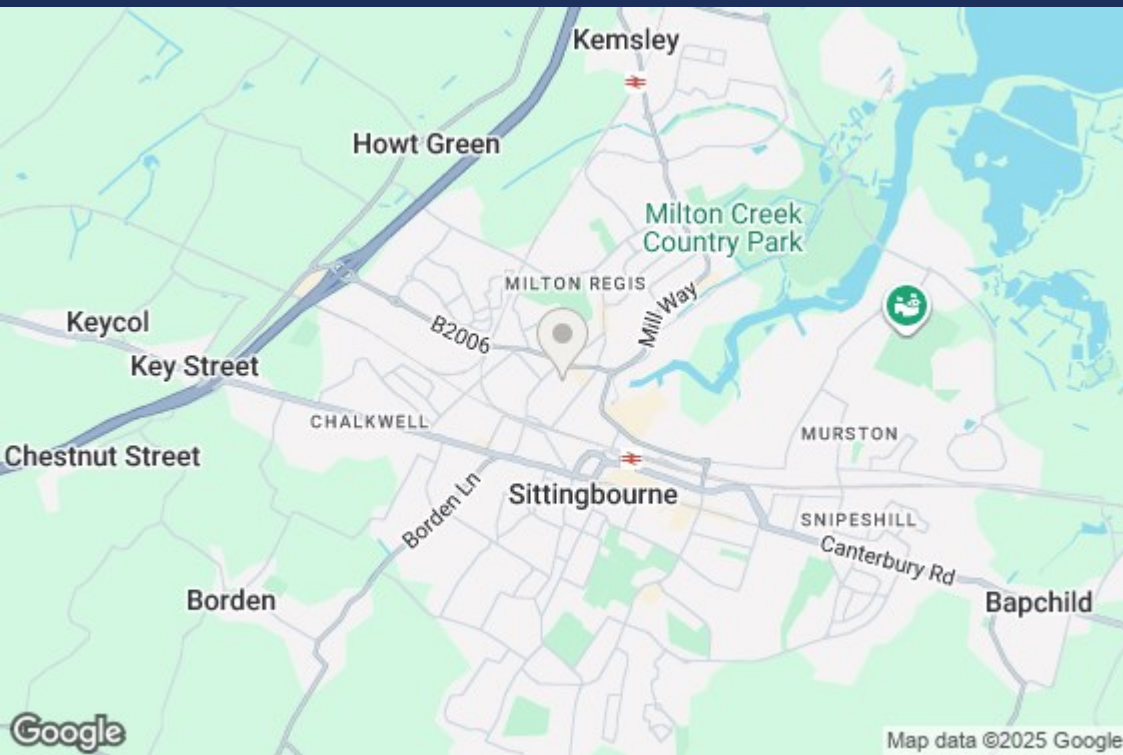 Kemsley
Howt Green
Milton Creek
Country Park
MILTON REGIS
Mill Way
Keycol
B2006
Key Street
CHALKWELL
MURSTON
Chestnut Street
Sittingbourne
Borden Ln
SNIPESHILL
Canterbury Rd
Borden
Bapchild
Google
Map data ©2025 Google